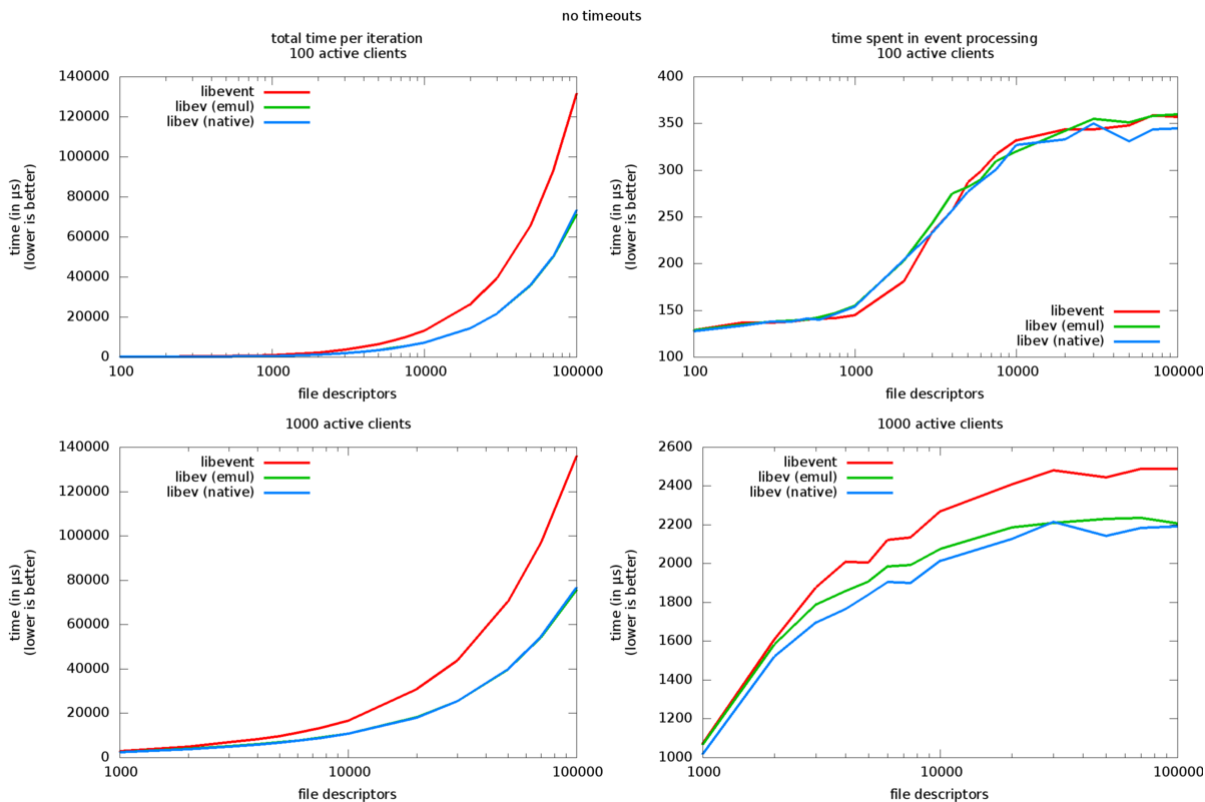 no timeouts
total time per iteration
100 active clients
time (in µs)
(lower is better)
140000
120000
100000
80000
60000
40000
20000
0
libevent
libev (emul)
libev (native)
100
1000
10000
100000
file descriptors
time spent in event processing
100 active clients
time (in µs)
(lower is better)
400
350
300
250
200
150
100
libevent
libev (emul)
libev (native)
100
1000
10000
100000
file descriptors
1000 active clients
time (in µs)
(lower is better)
140000
120000
100000
80000
60000
40000
20000
0
libevent
libev (emul)
libev (native)
1000
10000
100000
file descriptors
1000 active clients
time (in µs)
(lower is better)
2600
2400
2200
2000
1800
1600
1400
1200
1000
libevent
libev (emul)
libev (native)
1000
10000
100000
file descriptors